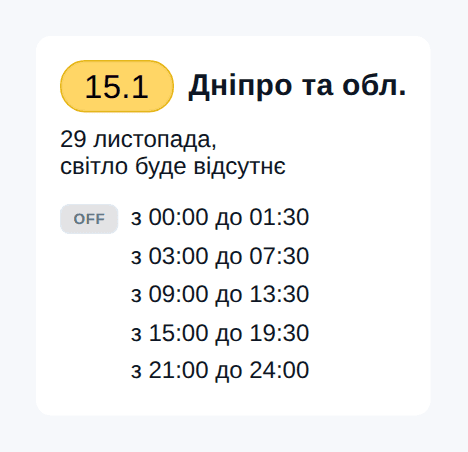 15.1 Дніпро та обл.
29 листопада,
світло буде відсутнє
OFF з 00:00 до 01:30
з 03:00 до 07:30
з 09:00 до 13:30
з 15:00 до 19:30
з 21:00 до 24:00